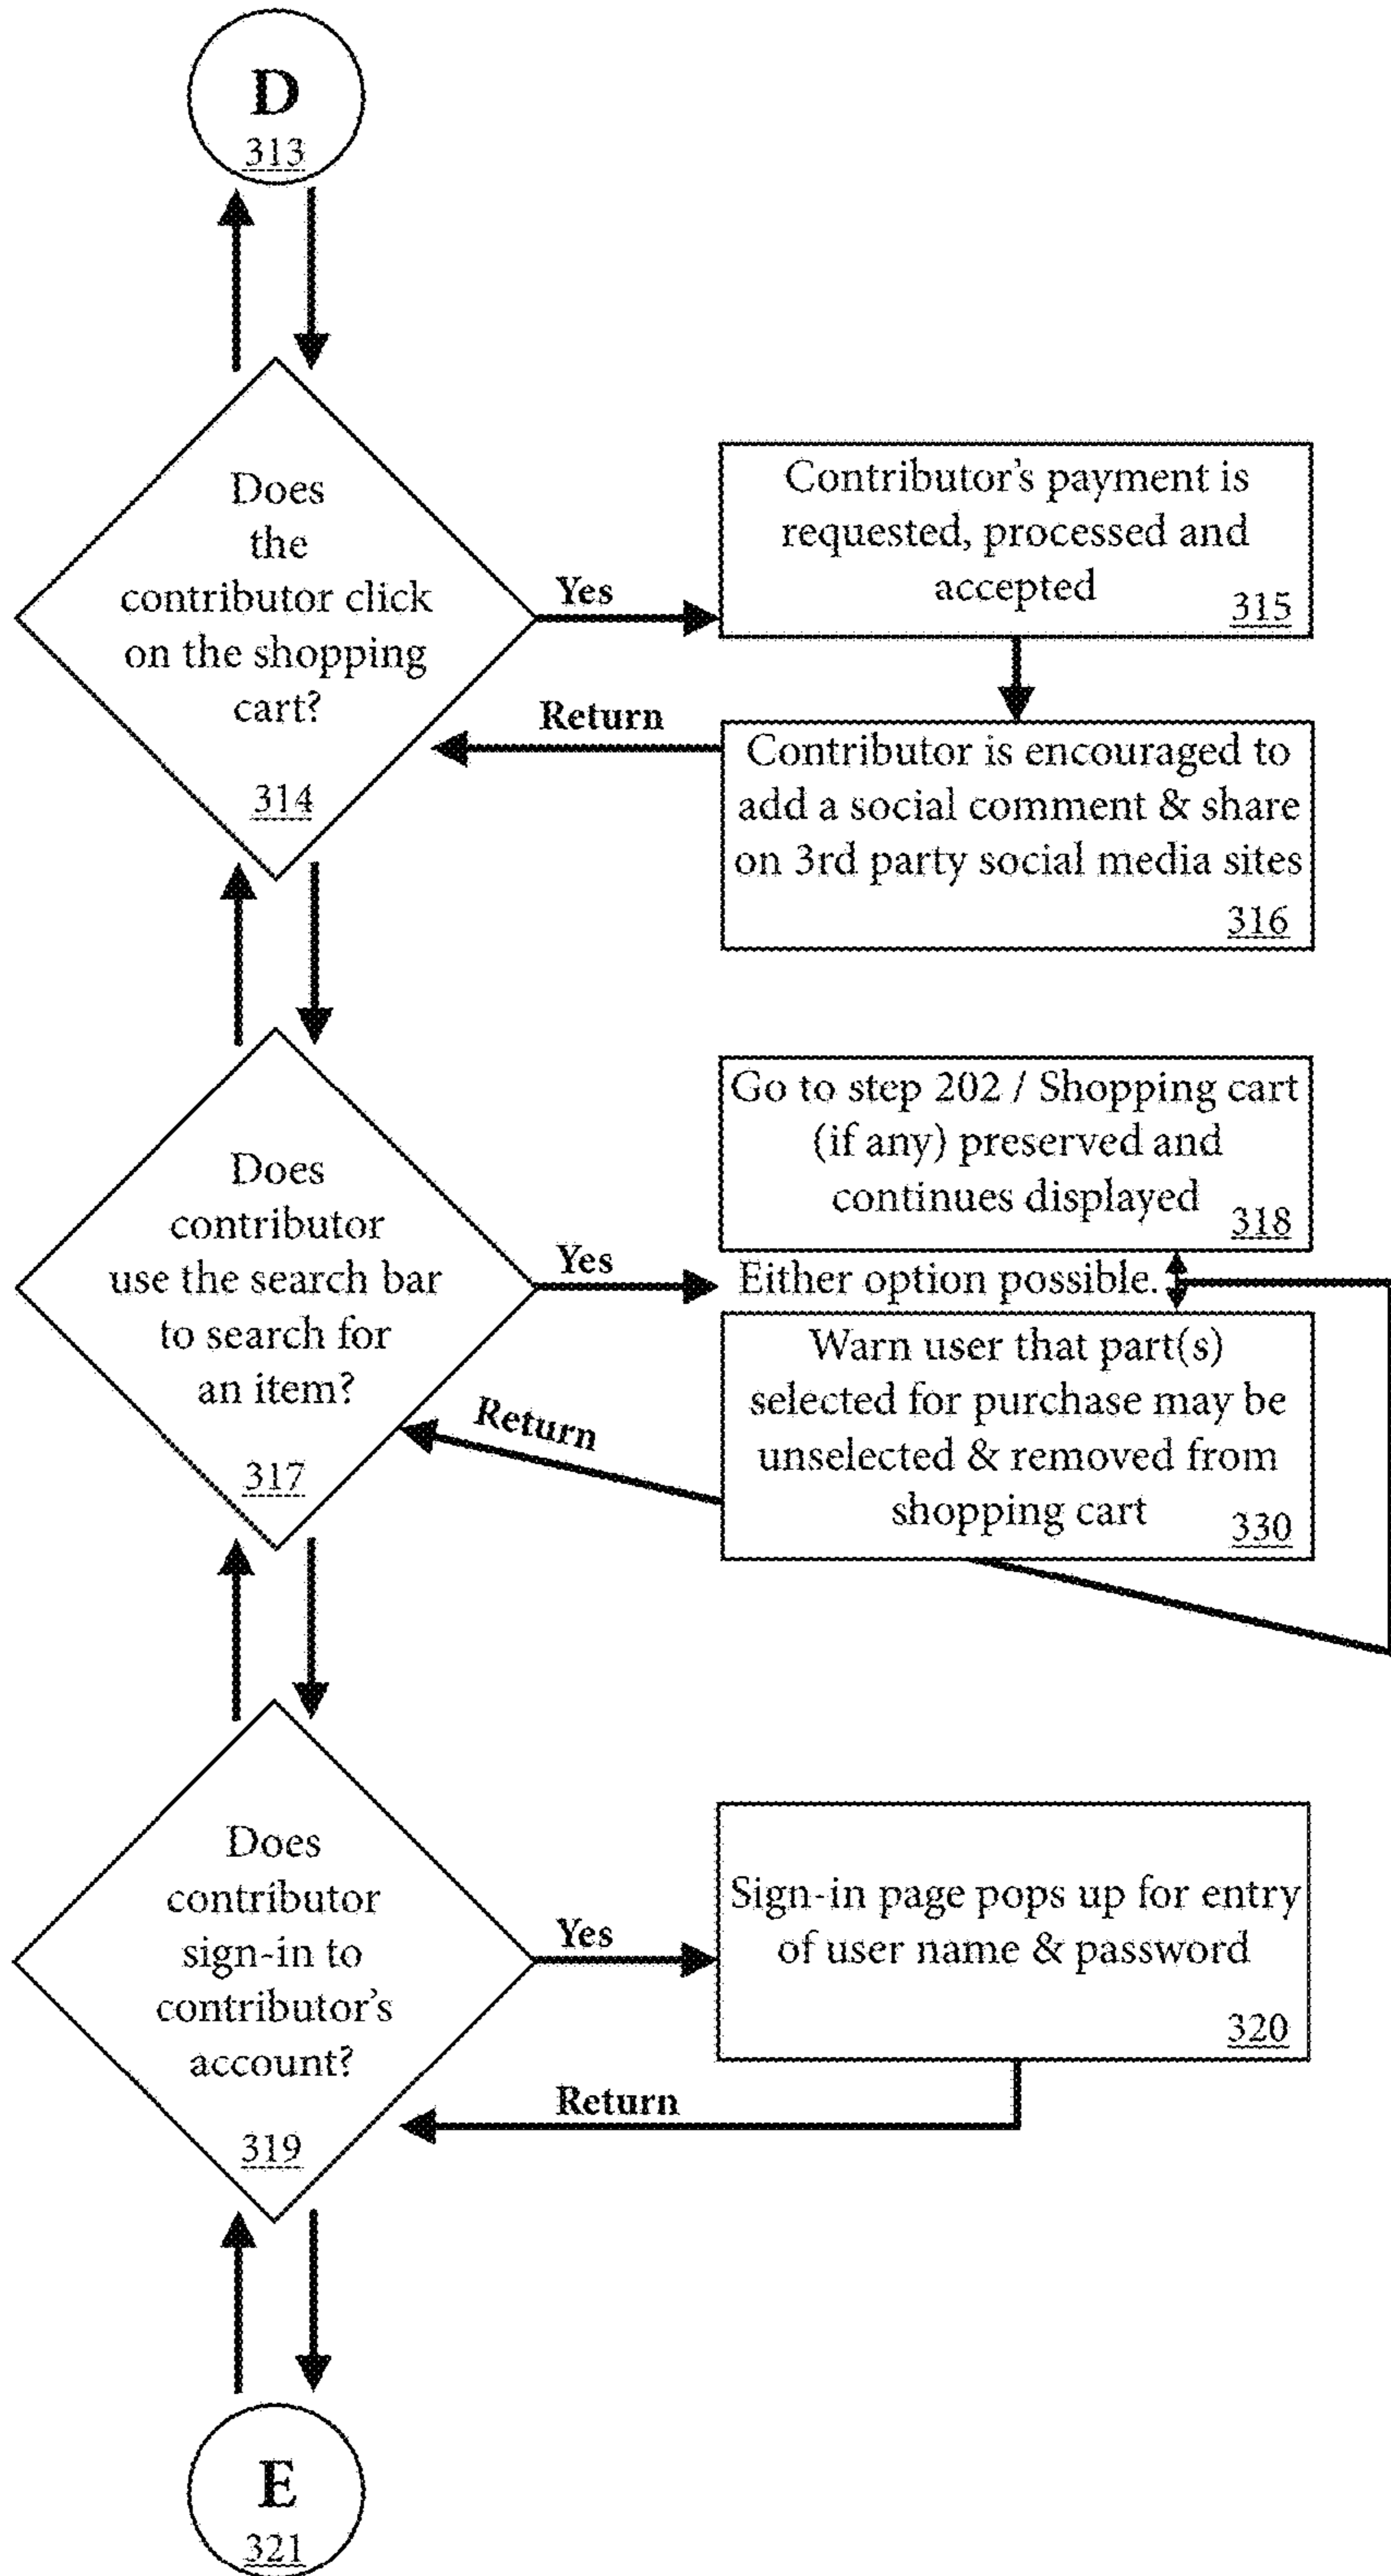 D
313
Does
the
contributor click
on the shopping
cart?
314
Yes
Contributor's payment is
requested, processed and
accepted
315
Return
Contributor is encouraged to
add a social comment & share
on 3rd party social media sites
316
Does
contributor
use the search bar
to search for
an item?
317
Yes
Go to step 202 / Shopping cart
(if any) preserved and
continues displayed
318
Either option possible.
Warn user that part(s)
selected for purchase may be
unselected & removed from
shopping cart
330
Return
Does
contributor
sign-in to
contributor's
account?
319
Yes
Sign-in page pops up for entry
of user name & password
320
Return
E
321